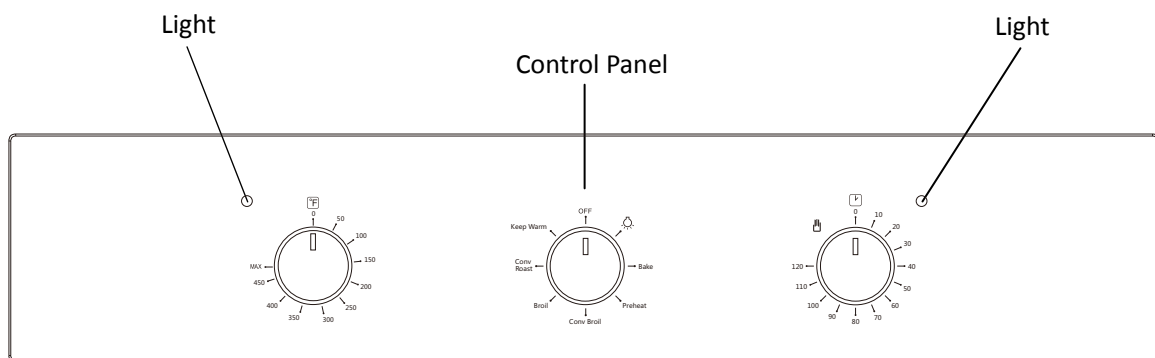 Light
Light
Control Panel
°F
0
50
100
150
200
250
300
350
400
450
MAX
OFF
Bake
Preheat
Conv Broil
Broil
Conv
Roast
Keep Warm
0
10
20
30
40
50
60
70
80
90
100
110
120